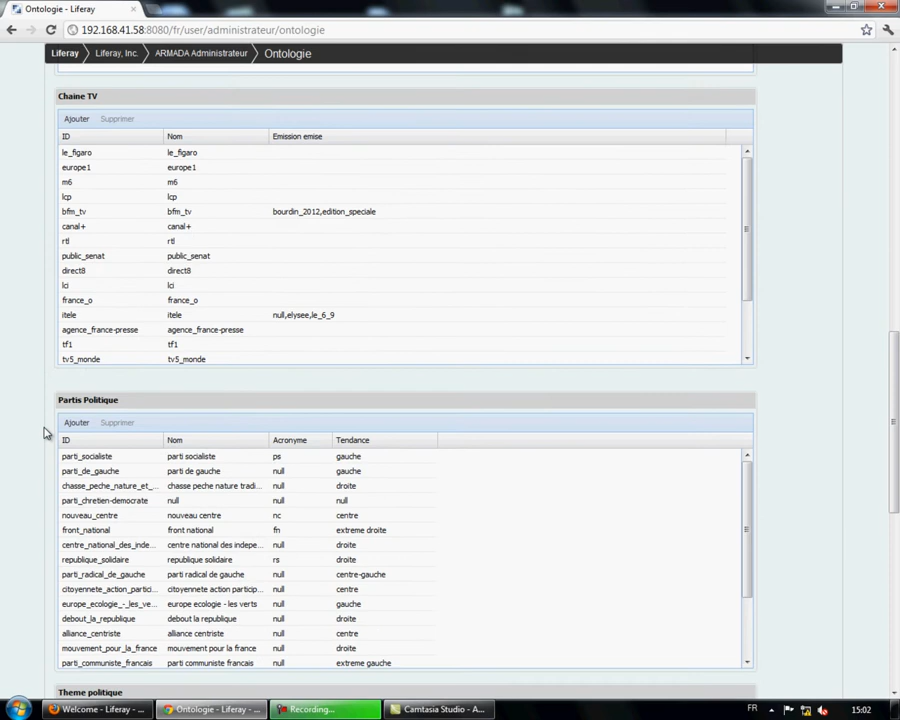 Ontologie - Liferay
192.168.41.58:8080/fr/user/administrateur/ontologie
Liferay Liferay, Inc. ARMADA Administrateur Ontologie
Chaine TV
Ajouter Supprimer
ID Nom Emission emise
le_figaro le_figaro
europe1 europe1
m6 m6
lcp lcp
bfm_tv bfm_tv bourdin_2012,edition_speciale
canal+ canal+
rtl rtl
public_senat public_senat
direct8 direct8
lci lci
france_o france_o
itele itele null,elysee,le_6_9
agence_france-presse agence_france-presse
tf1 tf1
tv5_monde tv5_monde
Partis Politique
Ajouter Supprimer
ID Nom Acronyme Tendance
parti_socialiste parti socialiste ps gauche
parti_de_gauche parti de gauche null gauche
chasse_peche_nature_et_... chasse peche nature tradi... null droite
parti_chretien-democrate null null null
nouveau_centre nouveau centre nc centre
front_national front national fn extreme droite
centre_national_des_inde... centre national des indepe... null droite
republique_solidaire republique solidaire rs droite
parti_radical_de_gauche parti radical de gauche null centre-gauche
citoyennete_action_partici... citoyennete action particip... null centre
europe_ecologie_-_les_ve... europe ecologie - les verts null gauche
debout_la_republique debout la republique null droite
alliance_centriste alliance centriste null centre
mouvement_pour_la_france mouvement pour la france null droite
parti_communiste_francais parti communiste francais null extreme gauche
Theme politique
Welcome - Liferay - ... Ontologie - Liferay - ... Recording... Camtasia Studio - A... FR 15:02